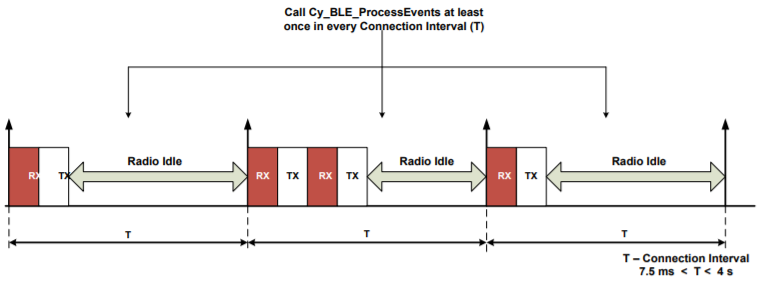 Call Cy_BLE_ProcessEvents at least
once in every Connection Interval (T)
Radio Idle
Radio Idle
Radio Idle
RX
TX
RX
TX
RX
TX
RX
TX
T
T
T
T – Connection Interval
7.5 ms < T < 4 s